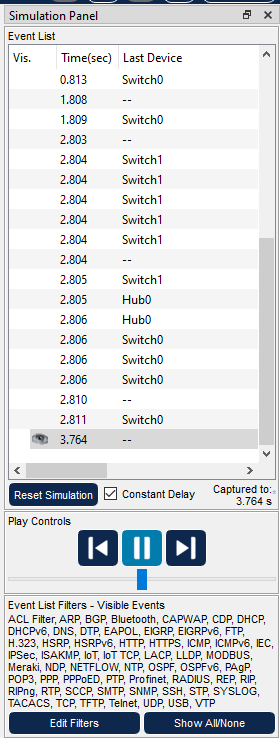 Simulation Panel
Event List
Vis. Time(sec) Last Device
0.813 Switch0
1.808 --
1.809 Switch0
2.803 --
2.804 Switch1
2.804 Switch1
2.804 Switch1
2.804 Switch1
2.804 Switch1
2.804 --
2.805 Switch1
2.805 Hub0
2.806 Hub0
2.806 Switch0
2.806 Switch0
2.806 Switch0
2.810 --
2.811 Switch0
3.764 --
Reset Simulation Constant Delay Captured to:
3.764 s
Play Controls
Event List Filters - Visible Events
ACL Filter, ARP, BGP, Bluetooth, CAPWAP, CDP, DHCP,
DHCPv6, DNS, DTP, EAPOL, EIGRP, EIGRPv6, FTP,
H.323, HSRP, HSRPv6, HTTP, HTTPS, ICMP, ICMPv6, IEC,
IPSec, ISAKMP, IoT, IoT TCP, LACP, LLDP, MODBUS,
Meraki, NDP, NETFLOW, NTP, OSPF, OSPFv6, PAgP,
POP3, PPP, PPPoED, PTP, Profinet, RADIUS, REP, RIP,
RIPng, RTP, SCCP, SMTP, SNMP, SSH, STP, SYSLOG,
TACACS, TCP, TFTP, Telnet, UDP, USB, VTP
Edit Filters Show All/None